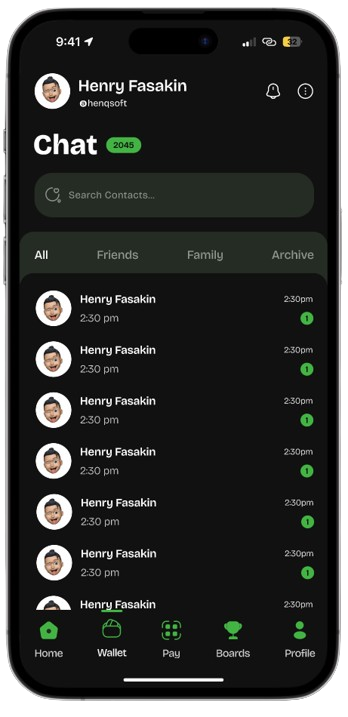 9:41
32
Henry Fasakin
@henqsoft
Chat 2045
Search Contacts...
All Friends Family Archive
Henry Fasakin 2:30pm
2:30 pm 1
Henry Fasakin 2:30pm
2:30 pm 1
Henry Fasakin 2:30pm
2:30 pm 1
Henry Fasakin 2:30pm
2:30 pm 1
Henry Fasakin 2:30pm
2:30 pm 1
Henry Fasakin 2:30pm
2:30 pm 1
Henry Fasakin 2:30pm
Home Wallet Pay Boards Profile